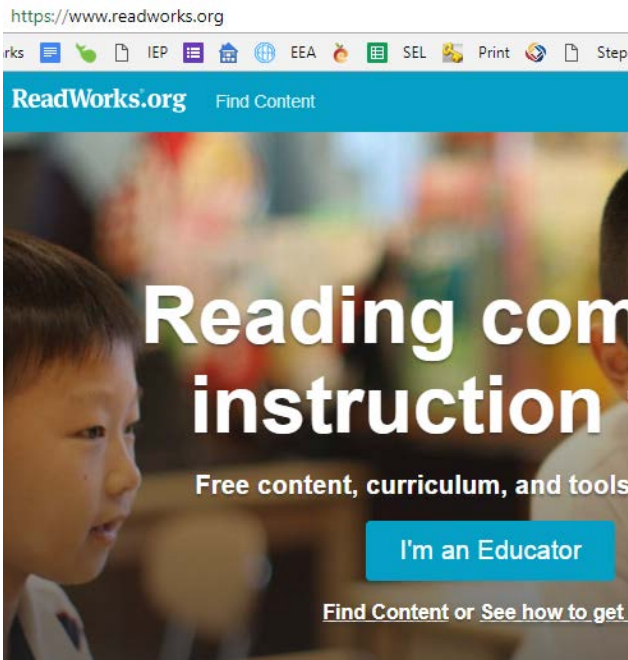 https://www.readworks.org
rks IEP EEA SEL Print Step
ReadWorks.org Find Content
Reading com
instruction
Free content, curriculum, and tools
I'm an Educator
Find Content or See how to get